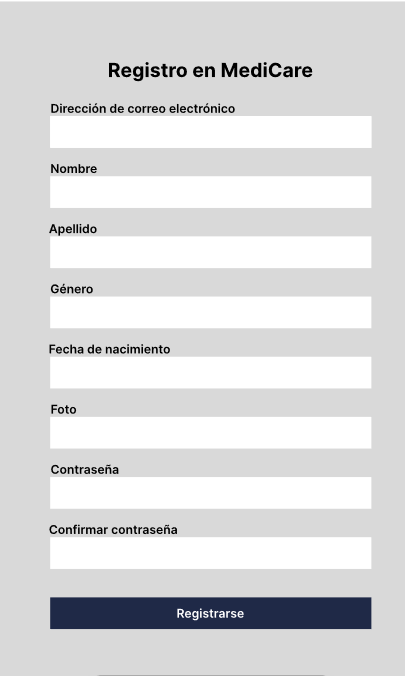 Registro en MediCare
Dirección de correo electrónico
Nombre
Apellido
Género
Fecha de nacimiento
Foto
Contraseña
Confirmar contraseña
Registrarse